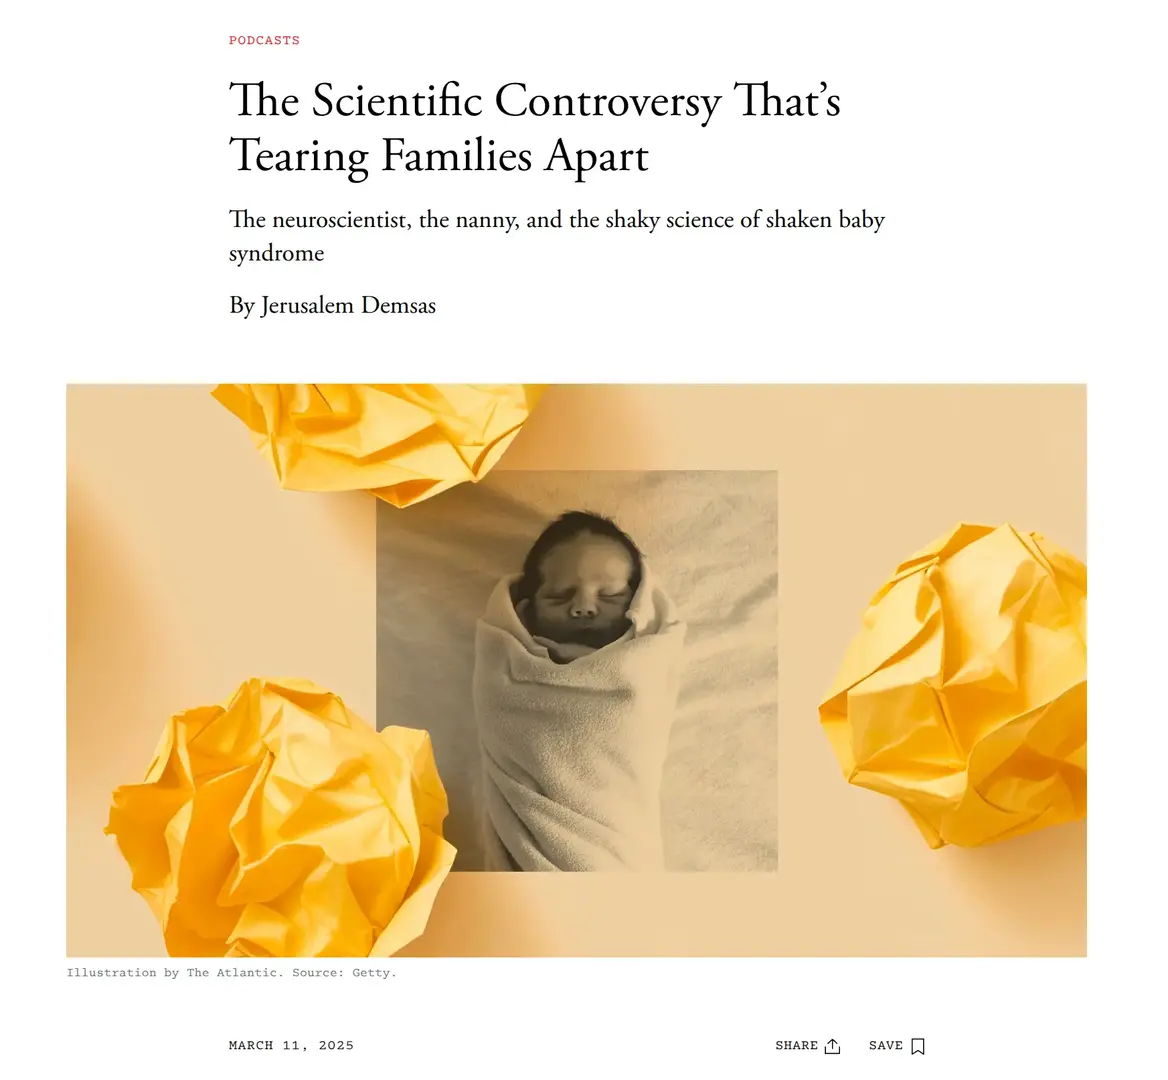 PODCASTS
The Scientific Controversy That’s
Tearing Families Apart
The neuroscientist, the nanny, and the shaky science of shaken baby
syndrome
By Jerusalem Demsas
Illustration by The Atlantic. Source: Getty.
MARCH 11, 2025
SHARE
SAVE